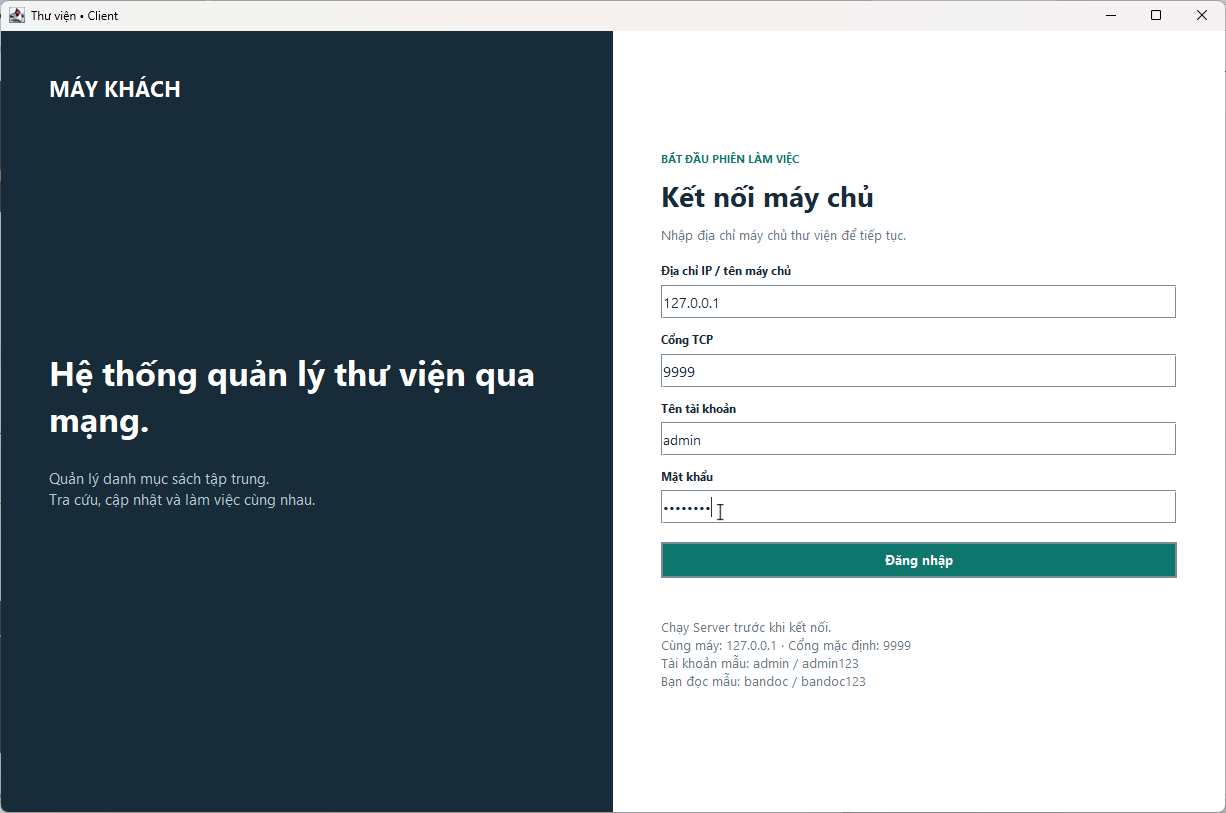 Thư viện • Client
MÁY KHÁCH
Hệ thống quản lý thư viện qua
mạng.
Quản lý danh mục sách tập trung.
Tra cứu, cập nhật và làm việc cùng nhau.
BẮT ĐẦU PHIÊN LÀM VIỆC
Kết nối máy chủ
Nhập địa chỉ máy chủ thư viện để tiếp tục.
Địa chỉ IP / tên máy chủ
127.0.0.1
Cổng TCP
9999
Tên tài khoản
admin
Mật khẩu
••••••••
Đăng nhập
Chạy Server trước khi kết nối.
Cùng máy: 127.0.0.1 · Cổng mặc định: 9999
Tài khoản mẫu: admin / admin123
Bạn đọc mẫu: bandoc / bandoc123